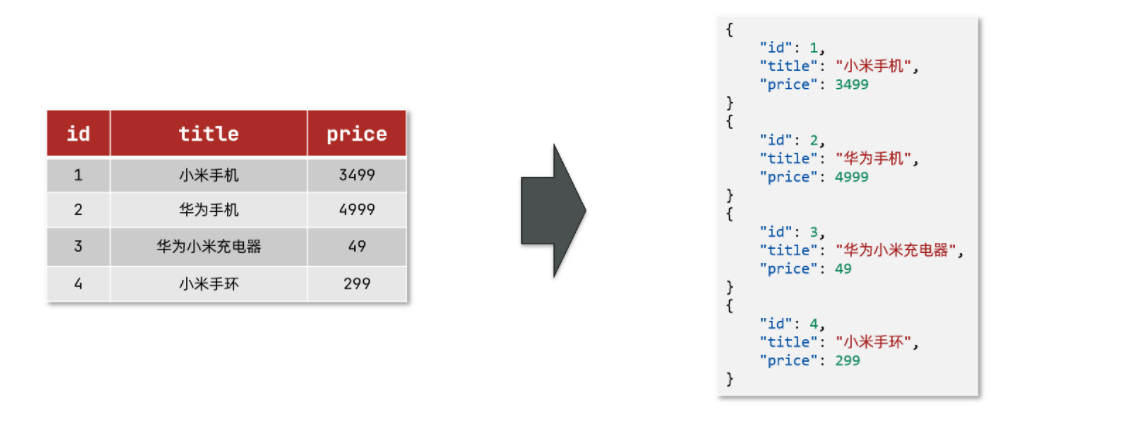 id title price
1 小米手机 3499
2 华为手机 4999
3 华为小米充电器 49
4 小米手环 299
{
"id": 1,
"title": "小米手机",
"price": 3499
}
{
"id": 2,
"title": "华为手机",
"price": 4999
}
{
"id": 3,
"title": "华为小米充电器",
"price": 49
}
{
"id": 4,
"title": "小米手环",
"price": 299
}